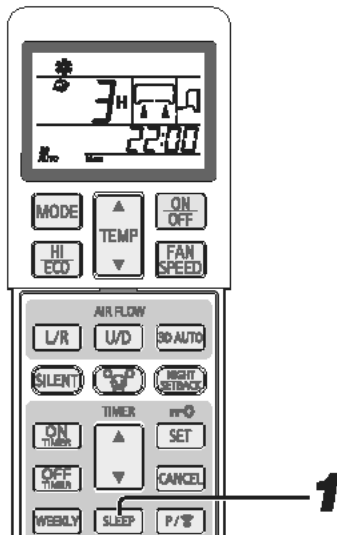 3H
22:00
MODE TEMP ON OFF
HI ECO FAN SPEED
AIR FLOW
L/R U/D 3D AUTO
SILENT NIGHT SETBACK
TIMER
ON TIMER SET
OFF TIMER CANCEL
WEEKLY SLEEP P/
1